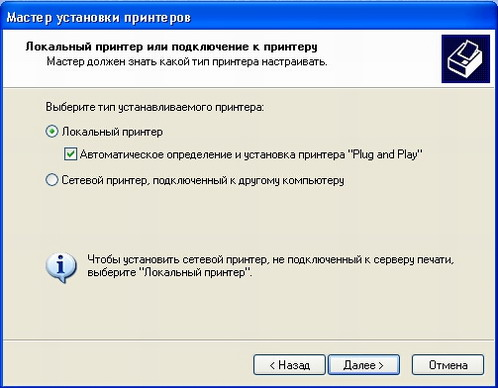 Мастер установки принтеров
Локальный принтер или подключение к принтеру
Мастер должен знать какой тип принтера настраивать.
Выберите тип устанавливаемого принтера:
Локальный принтер
Автоматическое определение и установка принтера "Plug and Play"
Сетевой принтер, подключенный к другому компьютеру
Чтобы установить сетевой принтер, не подключенный к серверу печати,
выберите "Локальный принтер".
< Назад Далее > Отмена